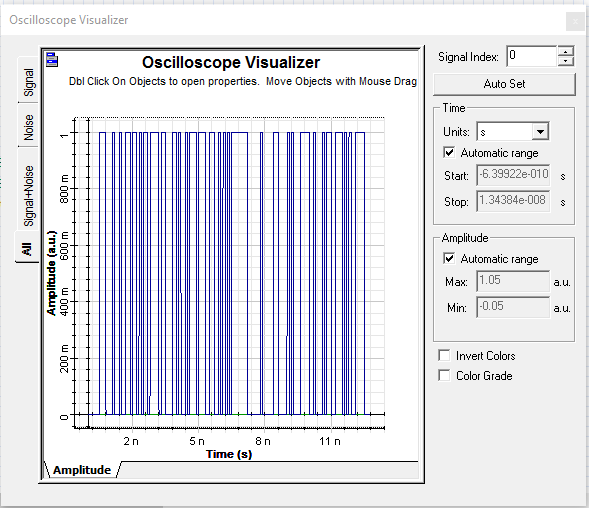 Oscilloscope Visualizer
Oscilloscope Visualizer
Dbl Click On Objects to open properties. Move Objects with Mouse Drag
Signal
Noise
Signal+Noise
All
Amplitude (a.u.)
1
800 m
600 m
400 m
200 m
0
2 n
5 n
8 n
11 n
Time (s)
Amplitude
Signal Index: 0
Auto Set
Time
Units: s
Automatic range
Start: -6.39922e-010 s
Stop: 1.34384e-008 s
Amplitude
Automatic range
Max: 1.05 a.u.
Min: -0.05 a.u.
Invert Colors
Color Grade